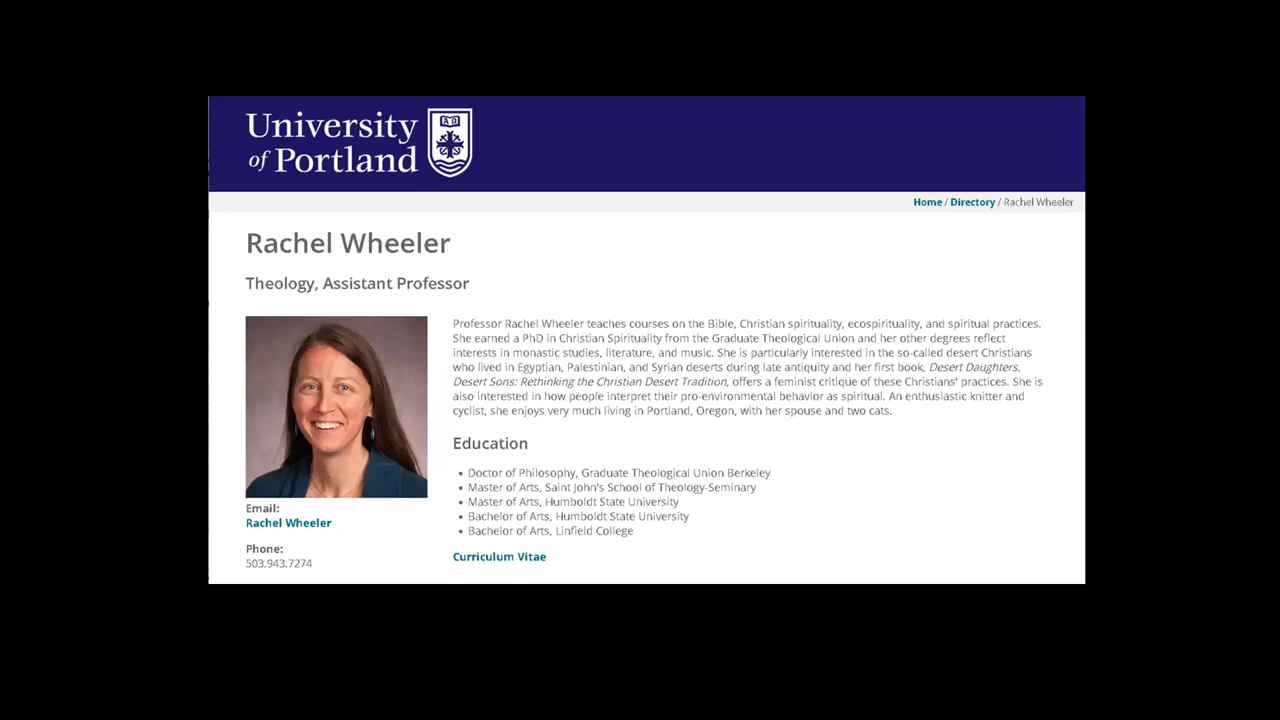 University
of Portland
Home / Directory / Rachel Wheeler
Rachel Wheeler
Theology, Assistant Professor
Professor Rachel Wheeler teaches courses on the Bible, Christian spirituality, ecospirituality, and spiritual practices.
She earned a PhD in Christian Spirituality from the Graduate Theological Union and her other degrees reflect
interests in monastic studies, literature, and music. She is particularly interested in the so-called desert Christians
who lived in Egyptian, Palestinian, and Syrian deserts during late antiquity and her first book, Desert Daughters,
Desert Sons: Rethinking the Christian Desert Tradition, offers a feminist critique of these Christians' practices. She is
also interested in how people interpret their pro-environmental behavior as spiritual. An enthusiastic knitter and
cyclist, she enjoys very much living in Portland, Oregon, with her spouse and two cats.
Education
• Doctor of Philosophy, Graduate Theological Union Berkeley
• Master of Arts, Saint John's School of Theology-Seminary
• Master of Arts, Humboldt State University
• Bachelor of Arts, Humboldt State University
• Bachelor of Arts, Linfield College
Curriculum Vitae
Email:
Rachel Wheeler
Phone:
503.943.7274